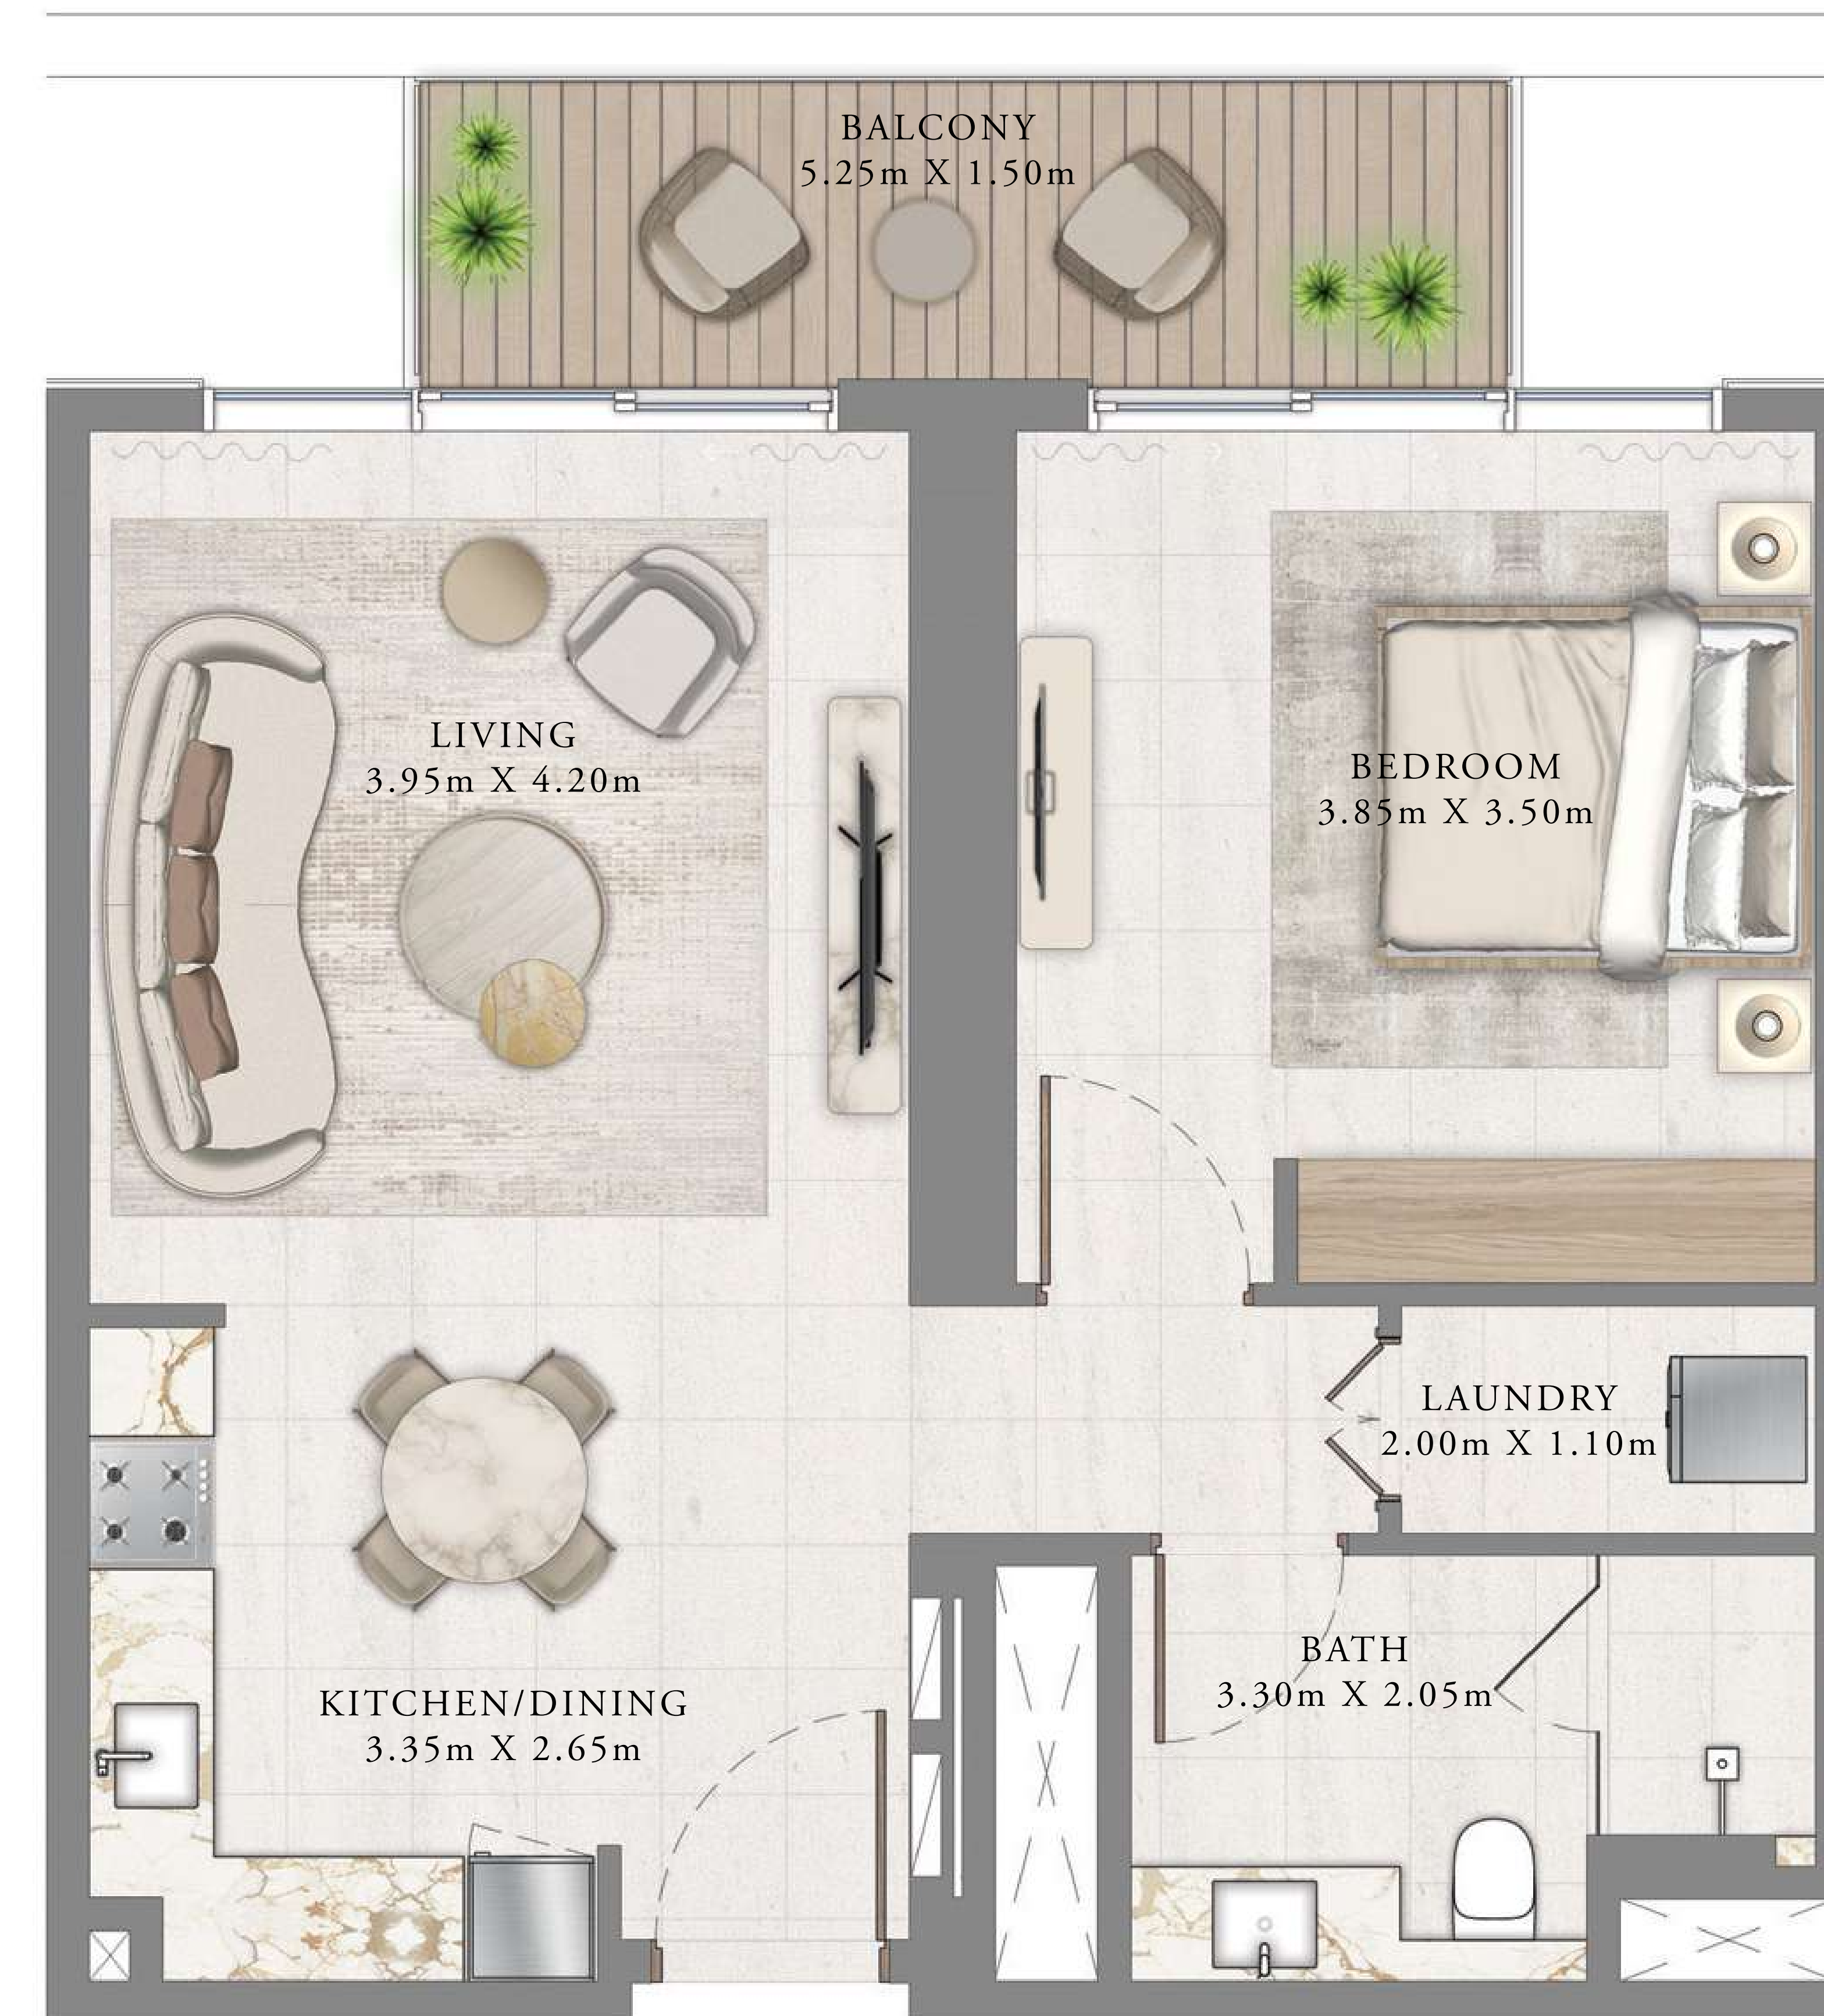 BALCONY
5.25m X 1.50m
LIVING
3.95m X 4.20m
BEDROOM
3.85m X 3.50m
LAUNDRY
2.00m X 1.10m
BATH
3.30m X 2.05m
KITCHEN/DINING
3.35m X 2.65m